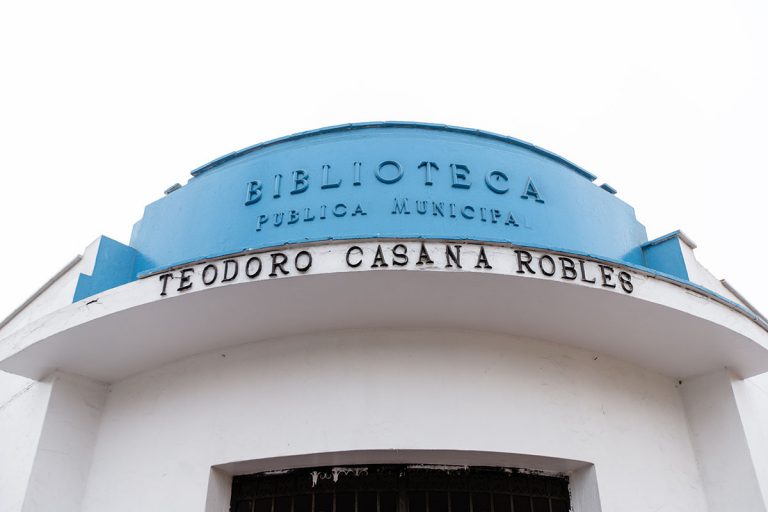 BIBLIOTECA
PUBLICA MUNICIPAL
TEODORO CASANA ROBLES